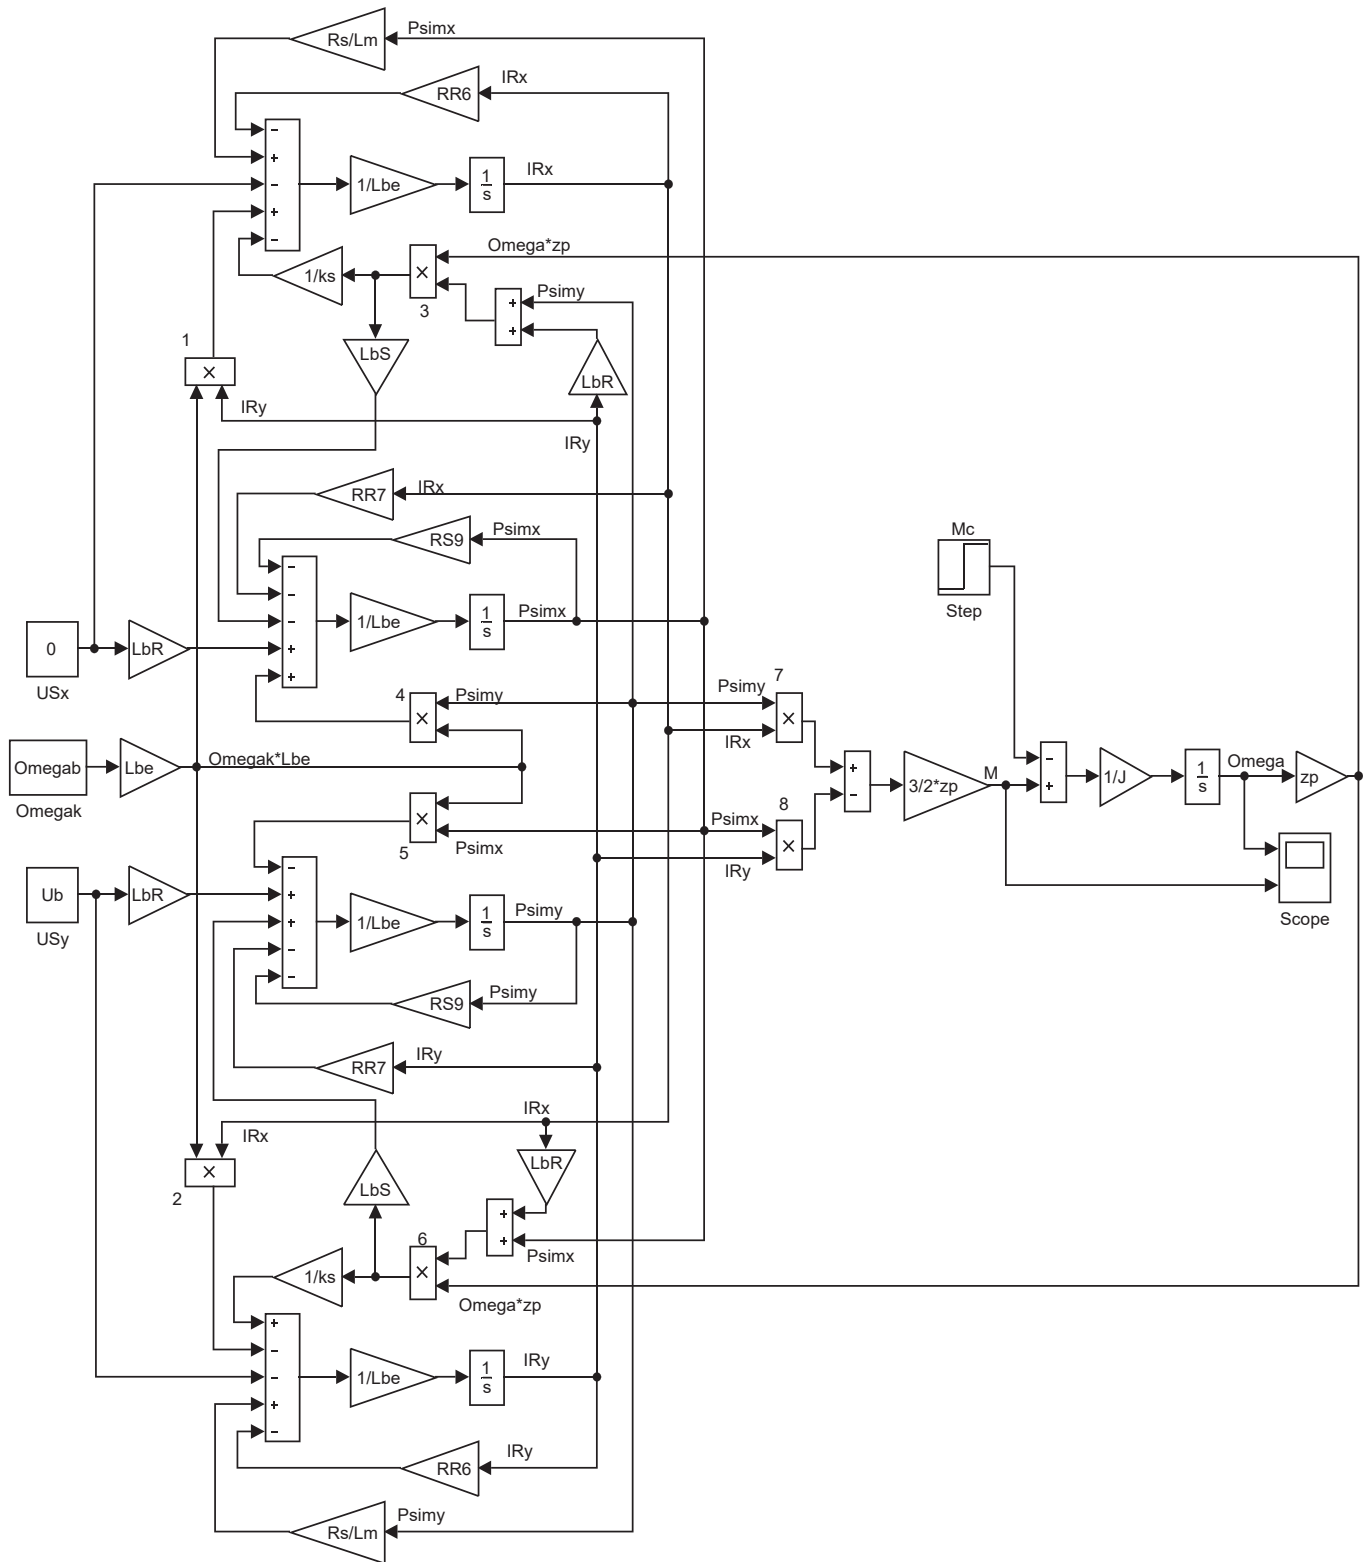 Psimx
Rs/Lm
IRx
RR6
-
+
-
+
-
1/Lbe
1
s
IRx
Omega*zp
1/ks
×
3
Psimy
+
+
1
LbS
×
LbR
IRy
IRy
RR7
IRx
Psimx
RS9
Mc
-
-
-
+
+
1/Lbe
1
s
Psimx
Step
0
LbR
USx
7
4
Psimy
Psimy
×
×
IRx
Omegab
Lbe
Omegak*Lbe
Omegak
+
-
3/2*zp
M
-
+
1/J
1
s
Omega
zp
8
×
Psimx
×
5
Psimx
IRy
-
+
+
-
-
Ub
LbR
1/Lbe
1
s
Psimy
USy
Scope
RS9
Psimy
RR7
IRy
IRx
IRx
×
2
LbR
LbS
+
+
6
Psimx
1/ks
×
Omega*zp
+
-
-
+
-
1/Lbe
1
s
IRy
IRy
RR6
Psimy
Rs/Lm